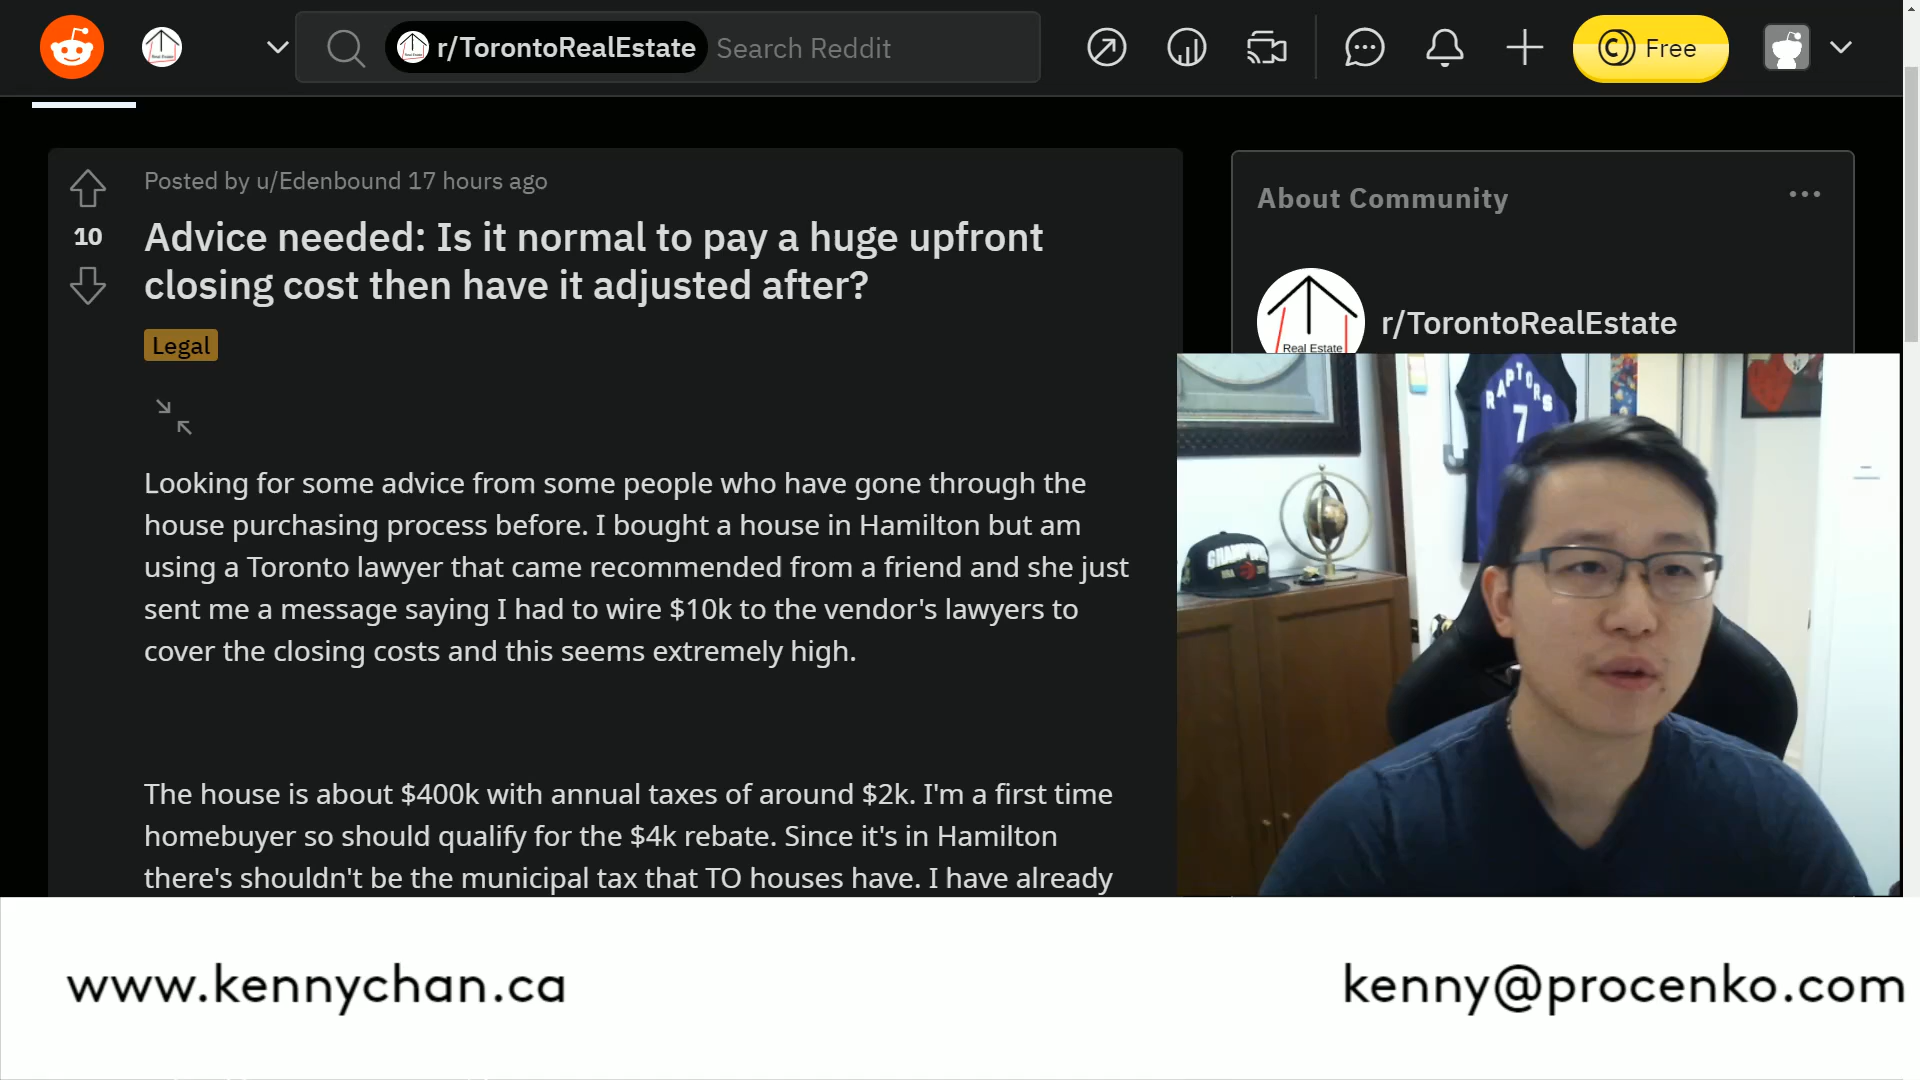 r/TorontoRealEstate
Search Reddit
Free
Posted by u/Edenbound 17 hours ago
10
Advice needed: Is it normal to pay a huge upfront
closing cost then have it adjusted after?
Legal
Looking for some advice from some people who have gone through the
house purchasing process before. I bought a house in Hamilton but am
using a Toronto lawyer that came recommended from a friend and she just
sent me a message saying I had to wire $10k to the vendor's lawyers to
cover the closing costs and this seems extremely high.
The house is about $400k with annual taxes of around $2k. I'm a first time
homebuyer so should qualify for the $4k rebate. Since it's in Hamilton
there's shouldn't be the municipal tax that TO houses have. I have already
About Community
Real Estate
r/TorontoRealEstate
RAPTORS
7
www.kennychan.ca
kenny@procenko.com